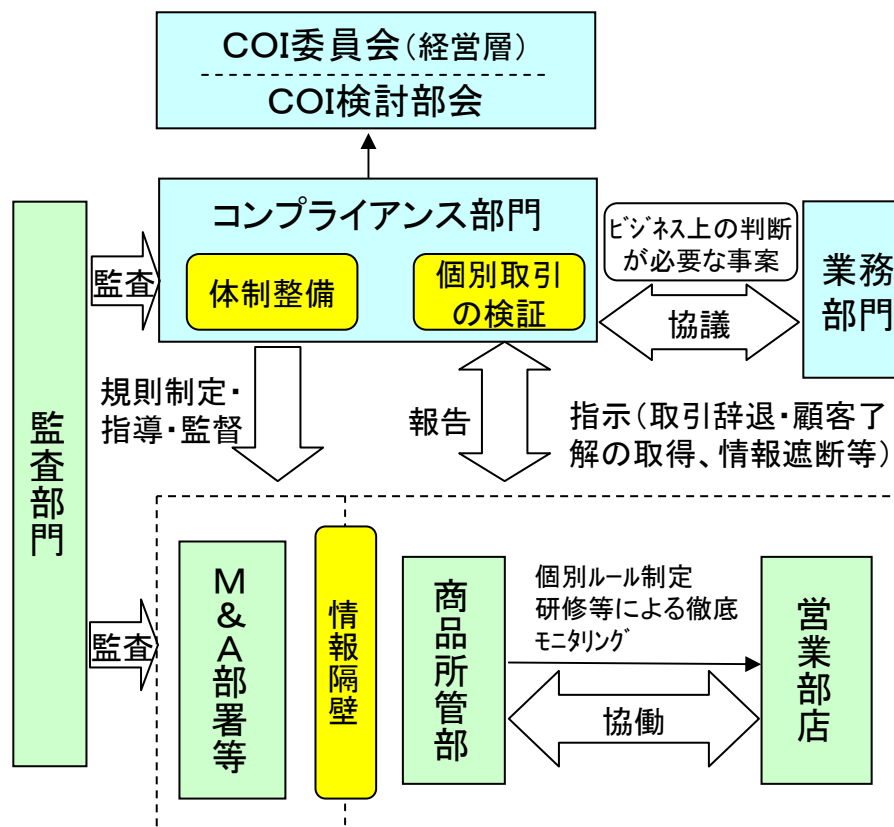 COI委員会(経営層)
COI検討部会
コンプライアンス部門
体制整備
個別取引
の検証
監査
ビジネス上の判断
が必要な事案
協議
業務
部門
規則制定・
指導・監督
報告
指示(取引辞退・顧客了
解の取得、情報遮断等)
監査部門
監査
M&A部署等
情報隔壁
商品所管部
個別ルール制定
研修等による徹底
モニタリング
協働
営業部店